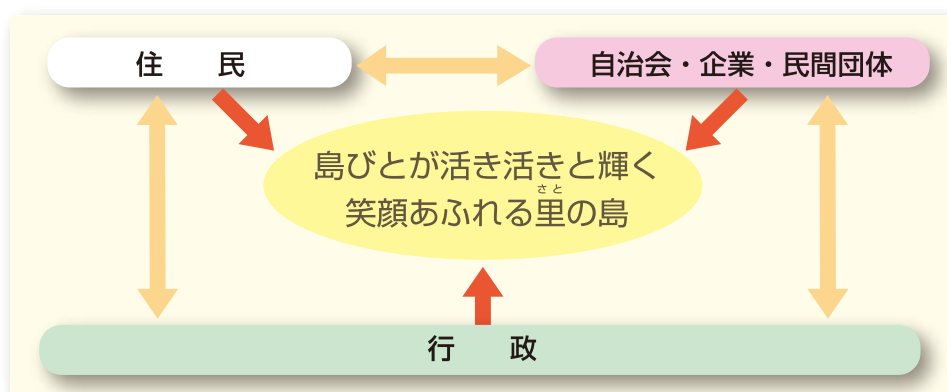 住　民
自治会・企業・民間団体
島びとが活き活きと輝く
さと
笑顔あふれる里の島
行　政